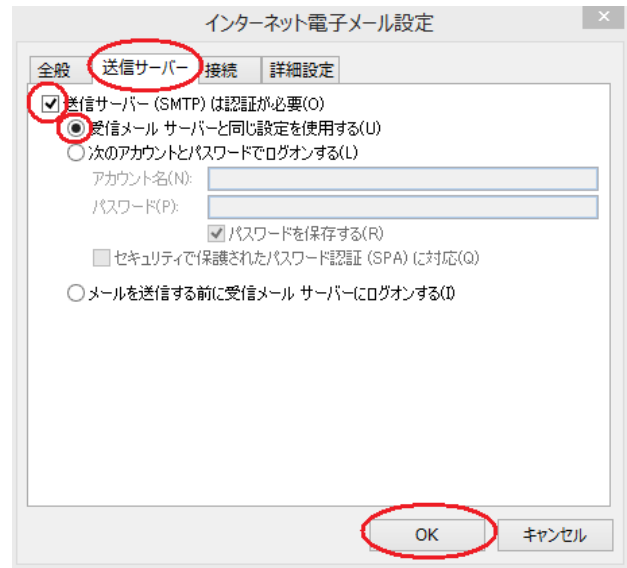 インターネット電子メール設定
全般 送信サーバー 接続 詳細設定
送信サーバー (SMTP) は認証が必要(O)
受信メール サーバーと同じ設定を使用する(U)
次のアカウントとパスワードでログオンする(L)
アカウント名(N):
パスワード(P):
パスワードを保存する(R)
セキュリティで保護されたパスワード認証 (SPA) に対応(Q)
メールを送信する前に受信メール サーバーにログオンする(I)
OK キャンセル